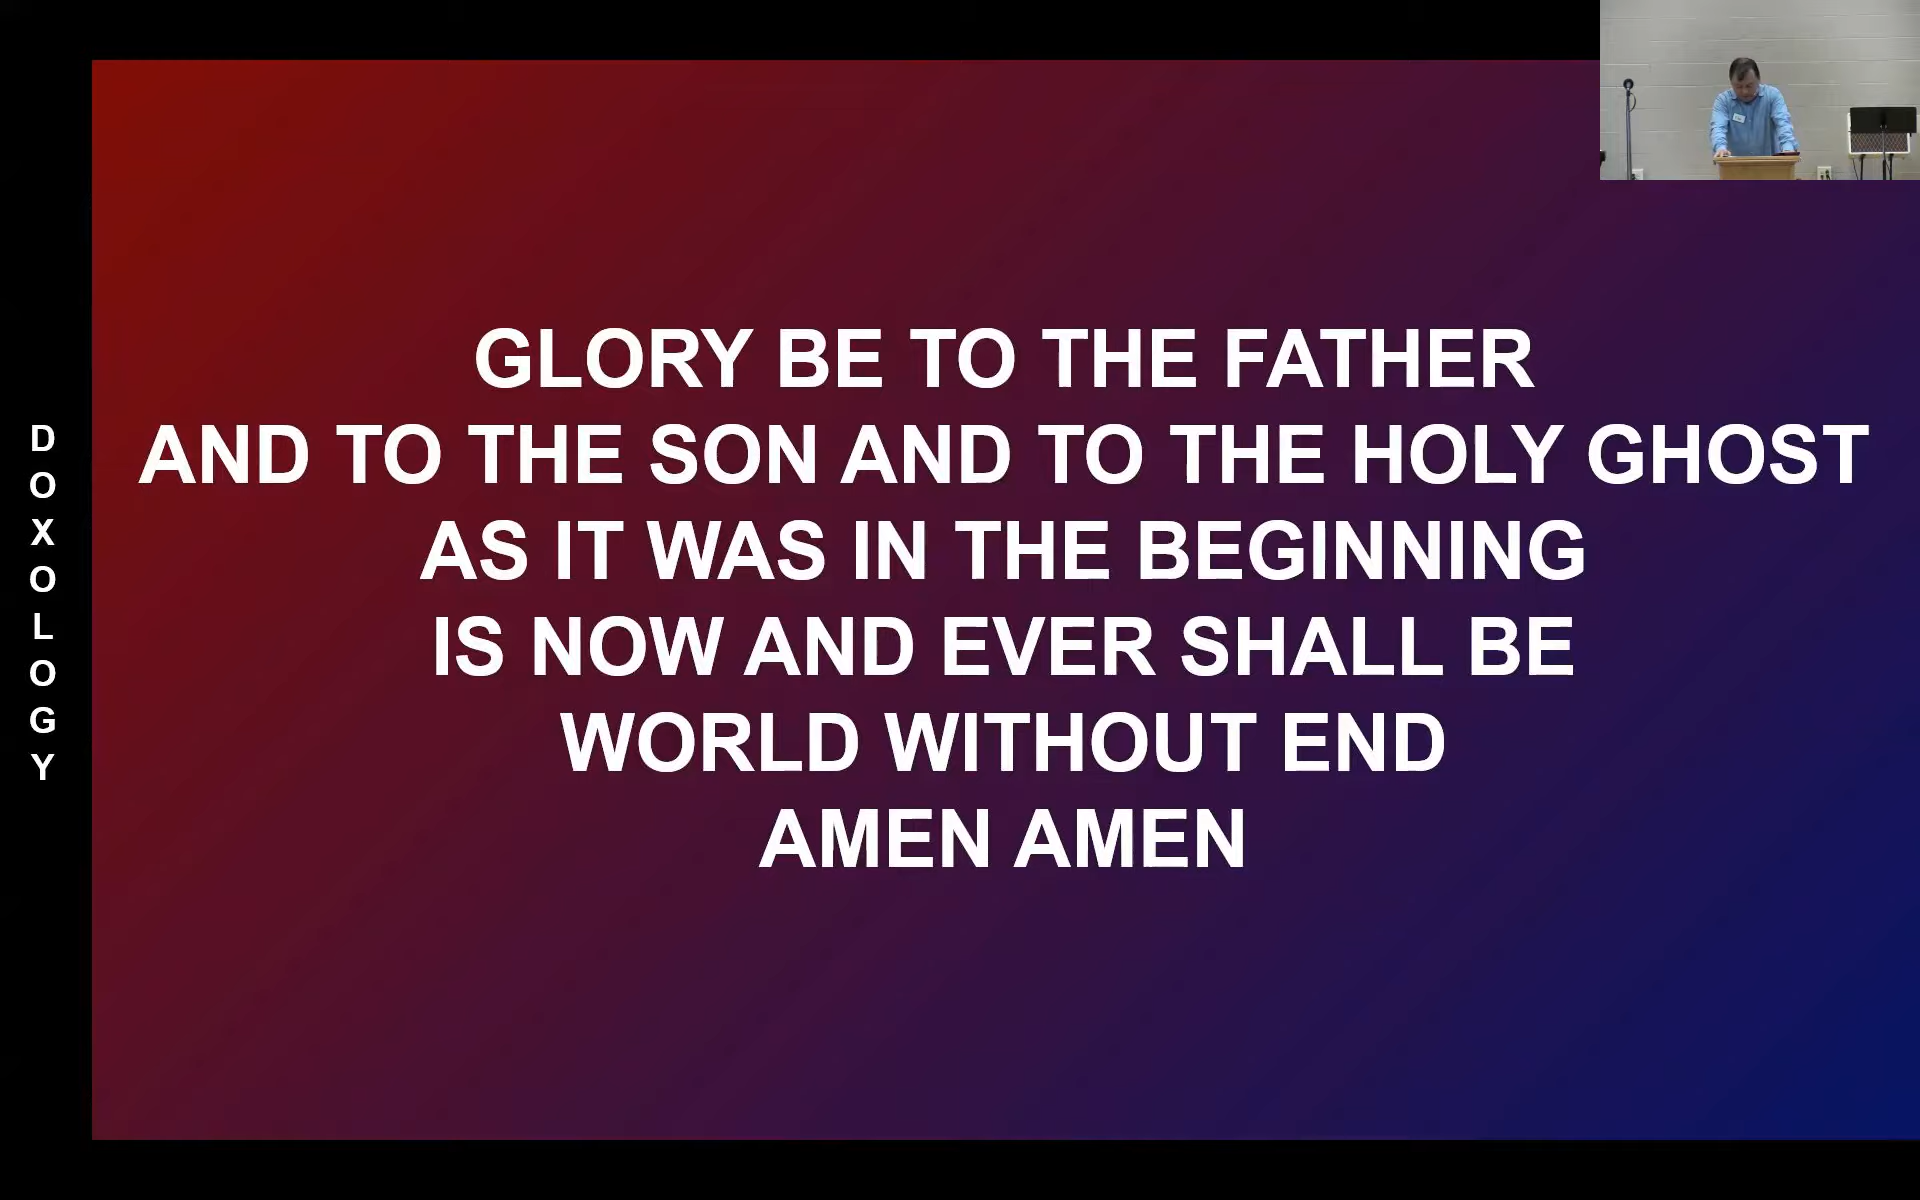 DOXOLOGY
GLORY BE TO THE FATHER
AND TO THE SON AND TO THE HOLY GHOST
AS IT WAS IN THE BEGINNING
IS NOW AND EVER SHALL BE
WORLD WITHOUT END
AMEN AMEN